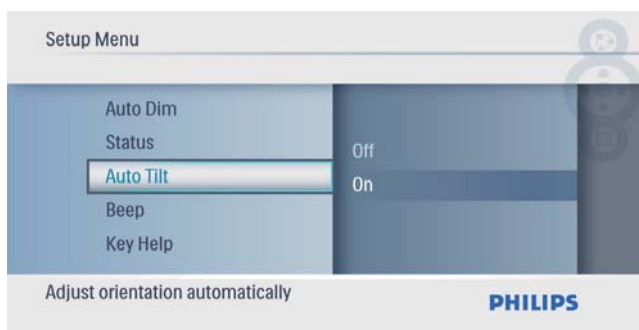 Setup Menu
Auto Dim
Status
Auto Tilt
Beep
Key Help
Off
On
Adjust orientation automatically
PHILIPS